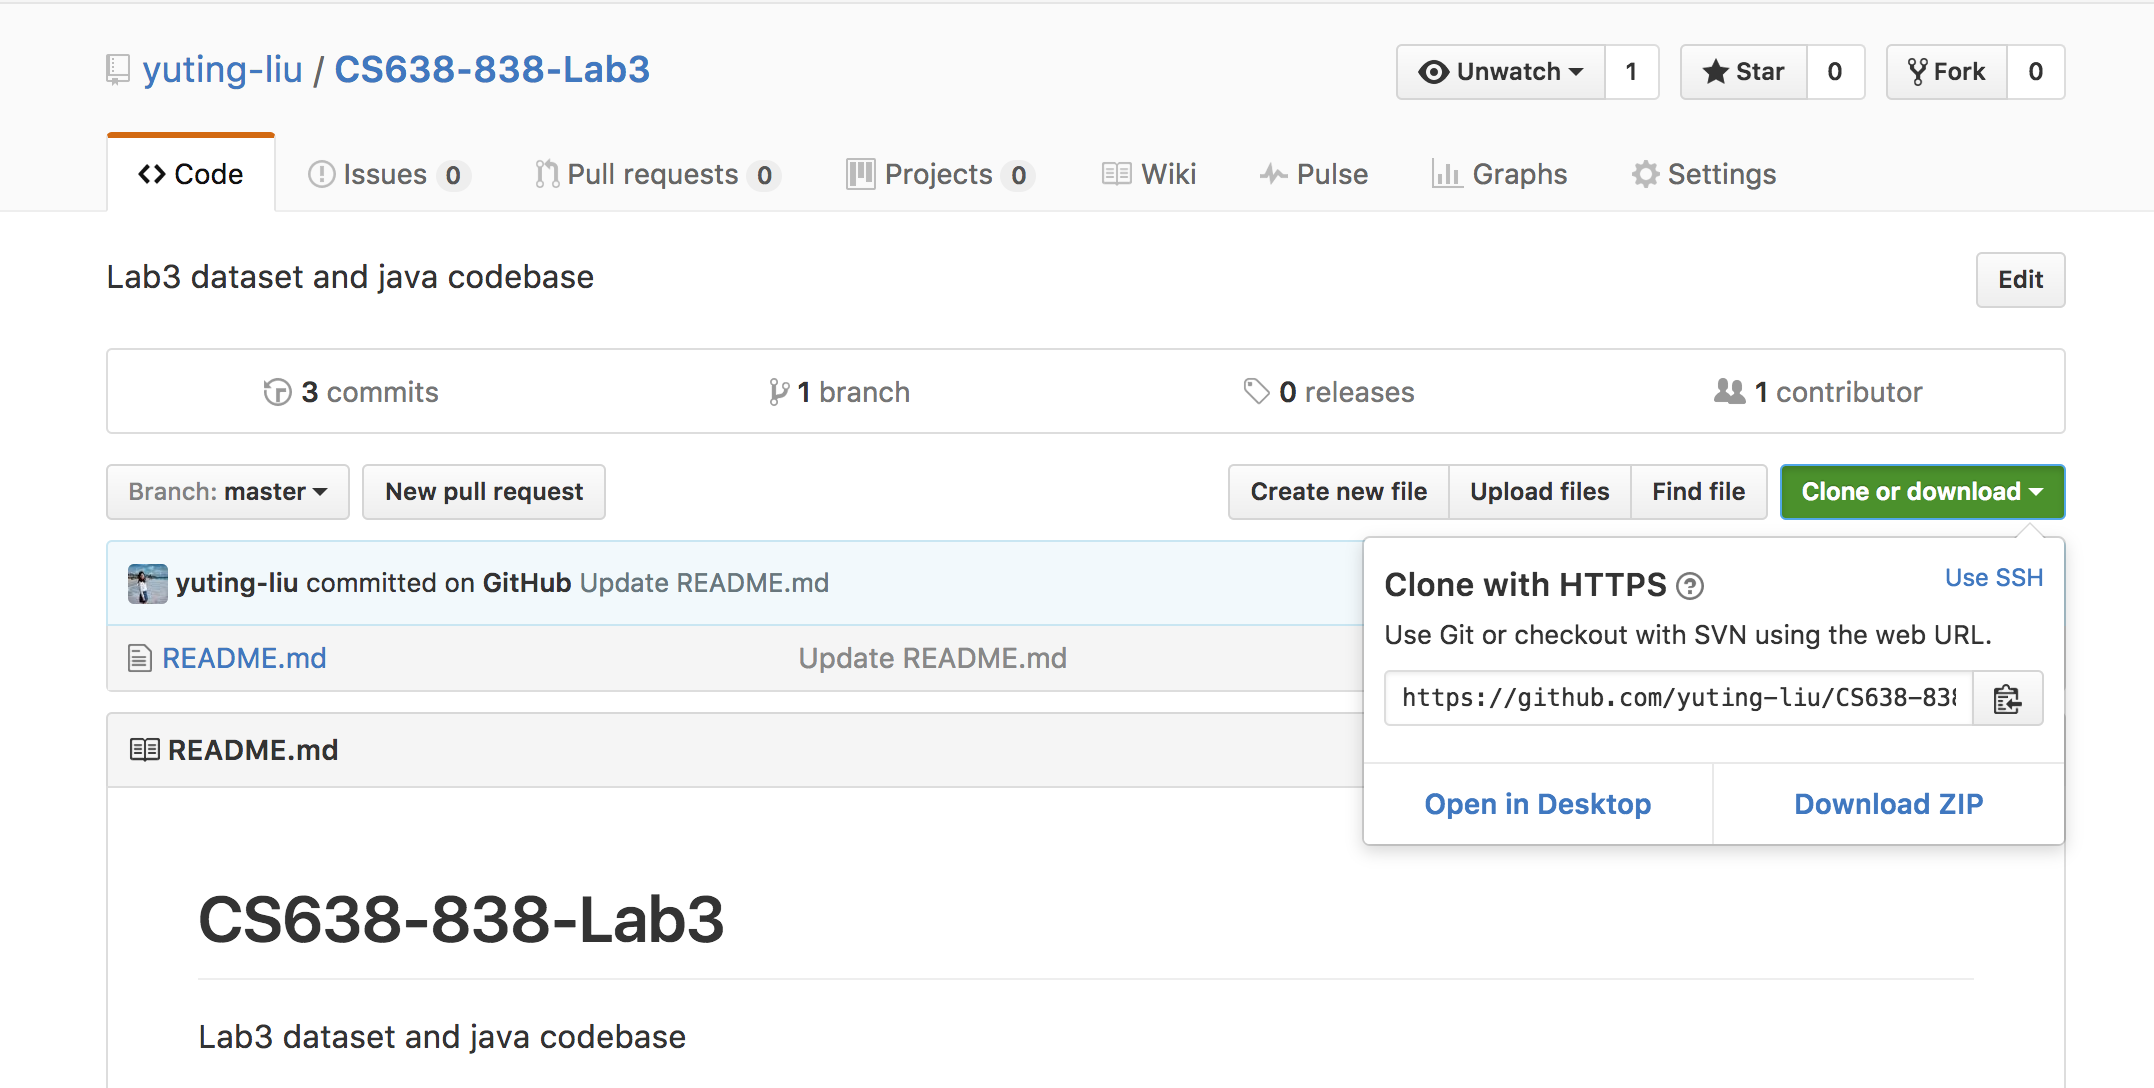 yuting-liu / CS638-838-Lab3
Unwatch 1 Star 0 Fork 0
Code Issues 0 Pull requests 0 Projects 0 Wiki Pulse Graphs Settings
Lab3 dataset and java codebase
Edit
3 commits 1 branch 0 releases 1 contributor
Branch: master New pull request Create new file Upload files Find file Clone or download
yuting-liu committed on GitHub Update README.md
README.md Update README.md
Clone with HTTPS ?
Use SSH
Use Git or checkout with SVN using the web URL.
https://github.com/yuting-liu/CS638-838
Open in Desktop Download ZIP
README.md
CS638-838-Lab3
Lab3 dataset and java codebase